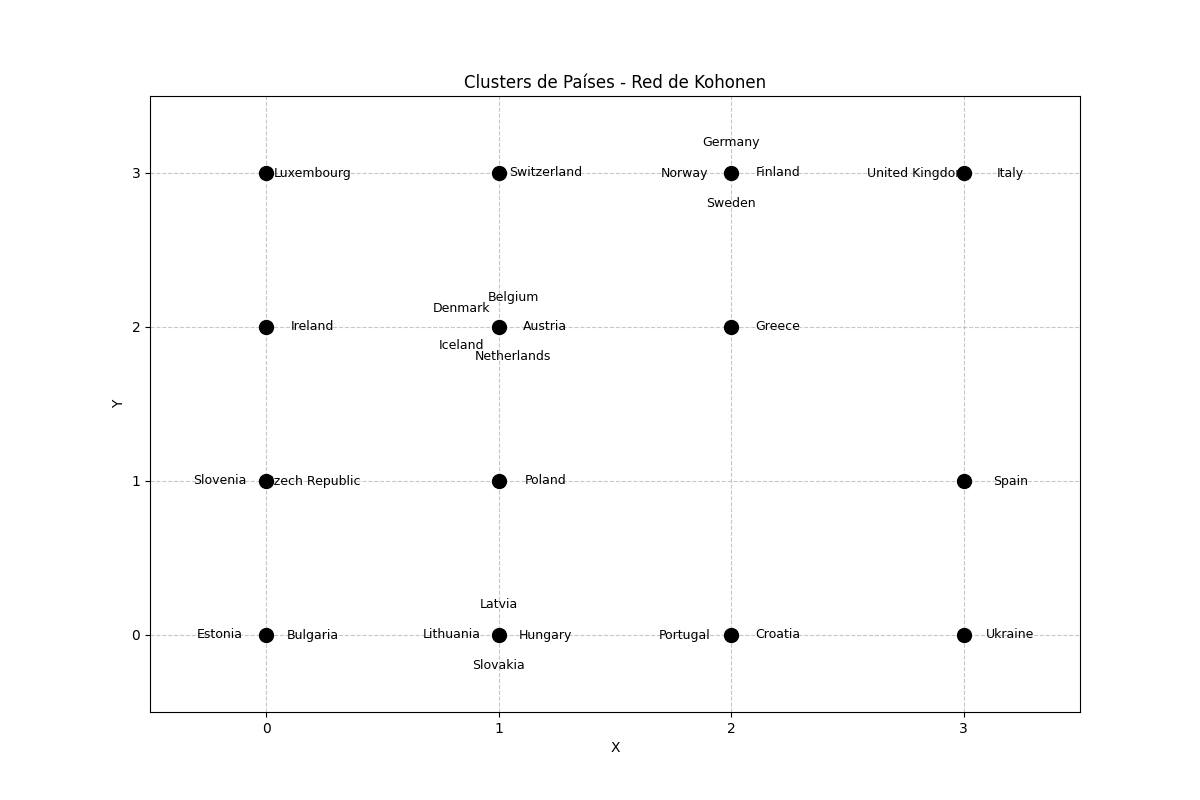 Clusters de Países - Red de Kohonen
Germany
3
Luxembourg
Switzerland
Norway
Finland
United Kingdo
Italy
Sweden
Belgium
Denmark
2
Ireland
Austria
Greece
Iceland
Netherlands
Y
1
Slovenia
zech Republic
Poland
Spain
Latvia
0
Estonia
Bulgaria
Lithuania
Hungary
Portugal
Croatia
Ukraine
Slovakia
0
1
2
3
X